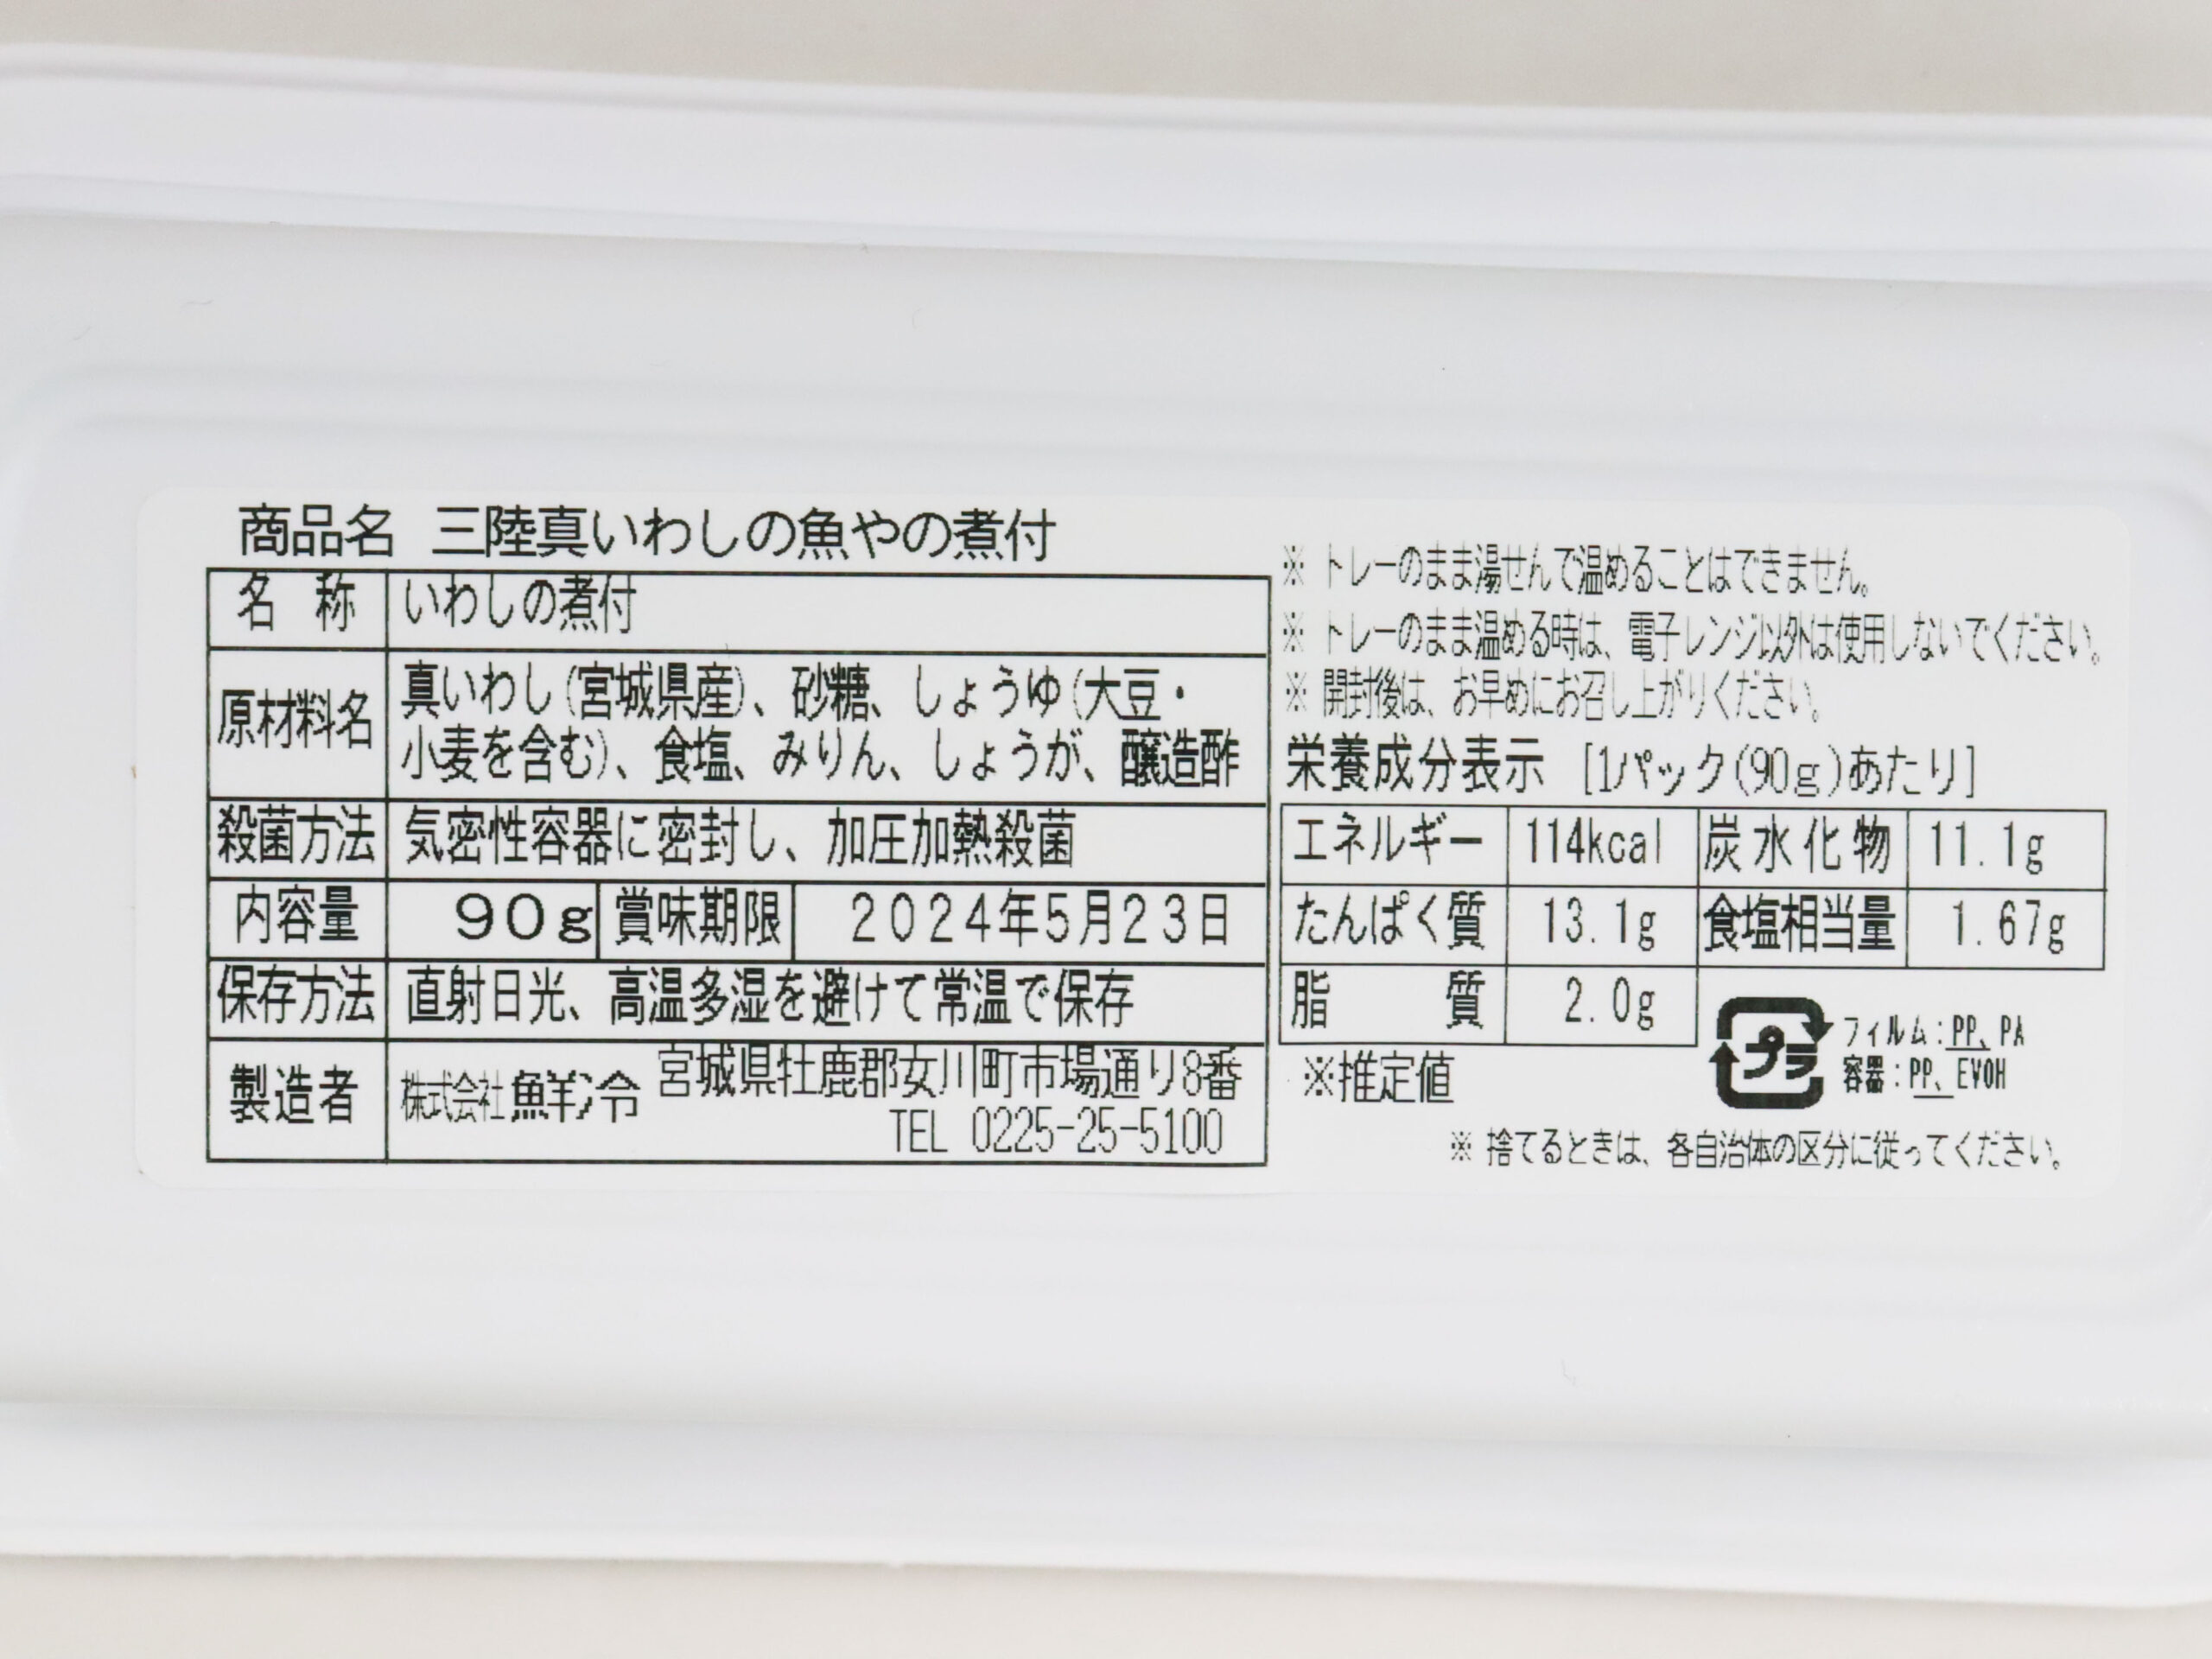 商品名 三陸真いわしの魚やの煮付
名 称 いわしの煮付
原材料名 真いわし(宮城県産)、砂糖、しょうゆ(大豆・
小麦を含む)、食塩、みりん、しょうが、醸造酢
殺菌方法 気密性容器に密封し、加圧加熱殺菌
内容量 90g 賞味期限 2024年5月23日
保存方法 直射日光、高温多湿を避けて常温で保存
製造者 株式会社 鮮冷 宮城県牡鹿郡女川町市場通り8番
TEL 0225-25-5100
※ トレーのまま湯せんで温めることはできません。
※ トレーのまま温める時は、電子レンジ以外は使用しないでください。
※ 開封後は、お早めにお召し上がりください。
栄養成分表示 [1パック(90g)あたり]
エネルギー 114kcal 炭水化物 11.1g
たんぱく質 13.1g 食塩相当量 1.67g
脂 質 2.0g
※推定値
プラ
フィルム:PP、PA
容器:PP、EVOH
※ 捨てるときは、各自治体の区分に従ってください。